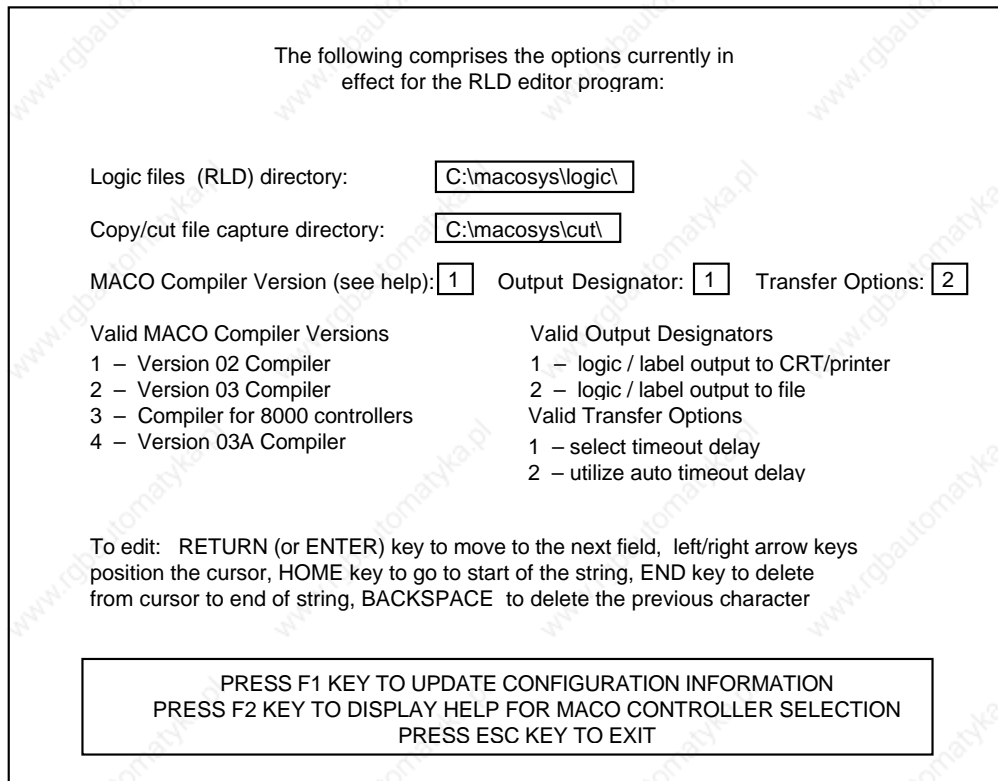 The following comprises the options currently in
effect for the RLD editor program:
Logic files (RLD) directory: C:\macosys\logic\
Copy/cut file capture directory: C:\macosys\cut\
MACO Compiler Version (see help): 1 Output Designator: 1 Transfer Options: 2
Valid MACO Compiler Versions
1 – Version 02 Compiler
2 – Version 03 Compiler
3 – Compiler for 8000 controllers
4 – Version 03A Compiler
Valid Output Designators
1 – logic / label output to CRT/printer
2 – logic / label output to file
Valid Transfer Options
1 – select timeout delay
2 – utilize auto timeout delay
To edit: RETURN (or ENTER) key to move to the next field, left/right arrow keys
position the cursor, HOME key to go to start of the string, END key to delete
from cursor to end of string, BACKSPACE to delete the previous character
PRESS F1 KEY TO UPDATE CONFIGURATION INFORMATION
PRESS F2 KEY TO DISPLAY HELP FOR MACO CONTROLLER SELECTION
PRESS ESC KEY TO EXIT
www.rgbautomatyka.pl